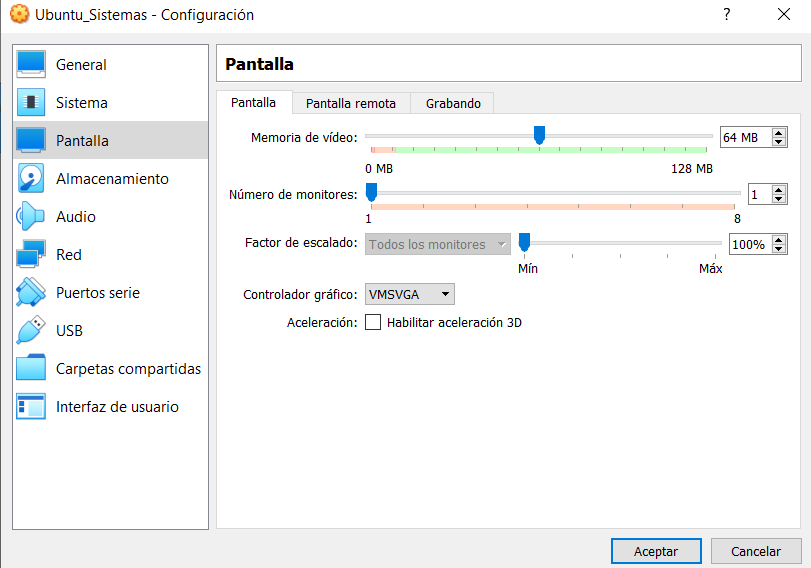 Ubuntu_Sistemas - Configuración
?
General
Sistema
Pantalla
Almacenamiento
Audio
Red
Puertos serie
USB
Carpetas compartidas
Interfaz de usuario
Pantalla
Pantalla Pantalla remota Grabando
Memoria de vídeo: 64 MB
0 MB 128 MB
Número de monitores: 1
1 8
Factor de escalado: Todos los monitores 100%
Mín Máx
Controlador gráfico: VMSVGA
Aceleración: Habilitar aceleración 3D
Aceptar Cancelar